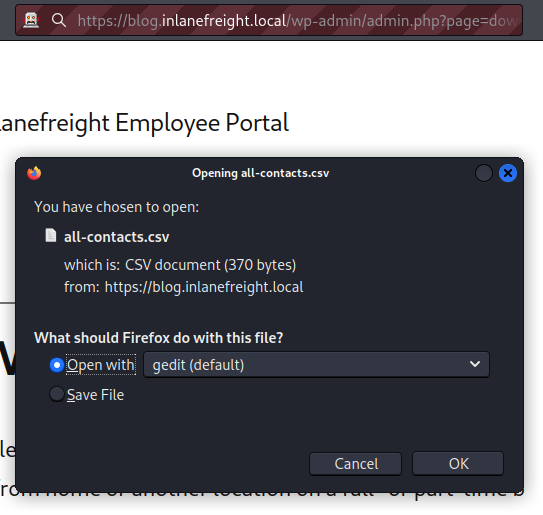 https://blog.inlanefreight.local/wp-admin/admin.php?page=dow
lanefreight Employee Portal
Opening all-contacts.csv
You have chosen to open:
all-contacts.csv
which is: CSV document (370 bytes)
from: https://blog.inlanefreight.local
What should Firefox do with this file?
Open with
gedit (default)
Save File
Cancel
OK
from home or another location on a full- or part-time b